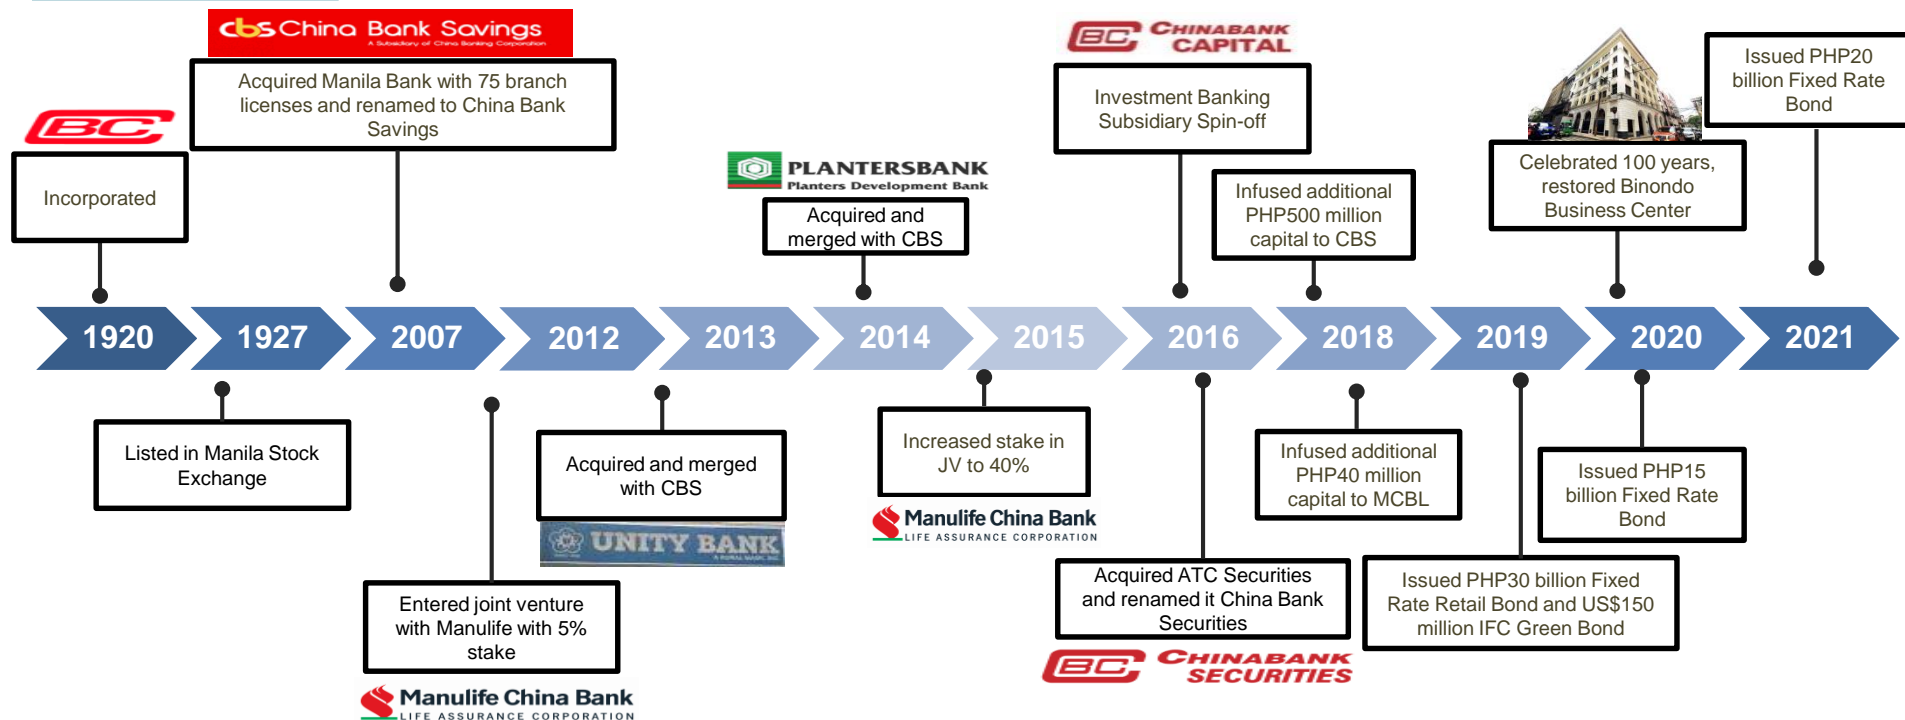 cbs China Bank Savings
A Subsidiary of China Banking Corporation
Acquired Manila Bank with 75 branch
licenses and renamed to China Bank
Savings
CBC
Incorporated
PLANTERSBANK
Planters Development Bank
Acquired and
merged with CBS
CBC CHINABANK
CAPITAL
Investment Banking
Subsidiary Spin-off
Infused additional
PHP500 million
capital to CBS
Celebrated 100 years,
restored Binondo
Business Center
Issued PHP20
billion Fixed Rate
Bond
1920
1927
2007
2012
2013
2014
2015
2016
2018
2019
2020
2021
Listed in Manila Stock
Exchange
Entered joint venture
with Manulife with 5%
stake
Manulife China Bank
LIFE ASSURANCE CORPORATION
Acquired and merged
with CBS
UNITY BANK
Increased stake in
JV to 40%
Manulife China Bank
LIFE ASSURANCE CORPORATION
Acquired ATC Securities
and renamed it China Bank
Securities
CBC CHINABANK
SECURITIES
Infused additional
PHP40 million
capital to MCBL
Issued PHP30 billion Fixed
Rate Retail Bond and US$150
million IFC Green Bond
Issued PHP15
billion Fixed Rate
Bond